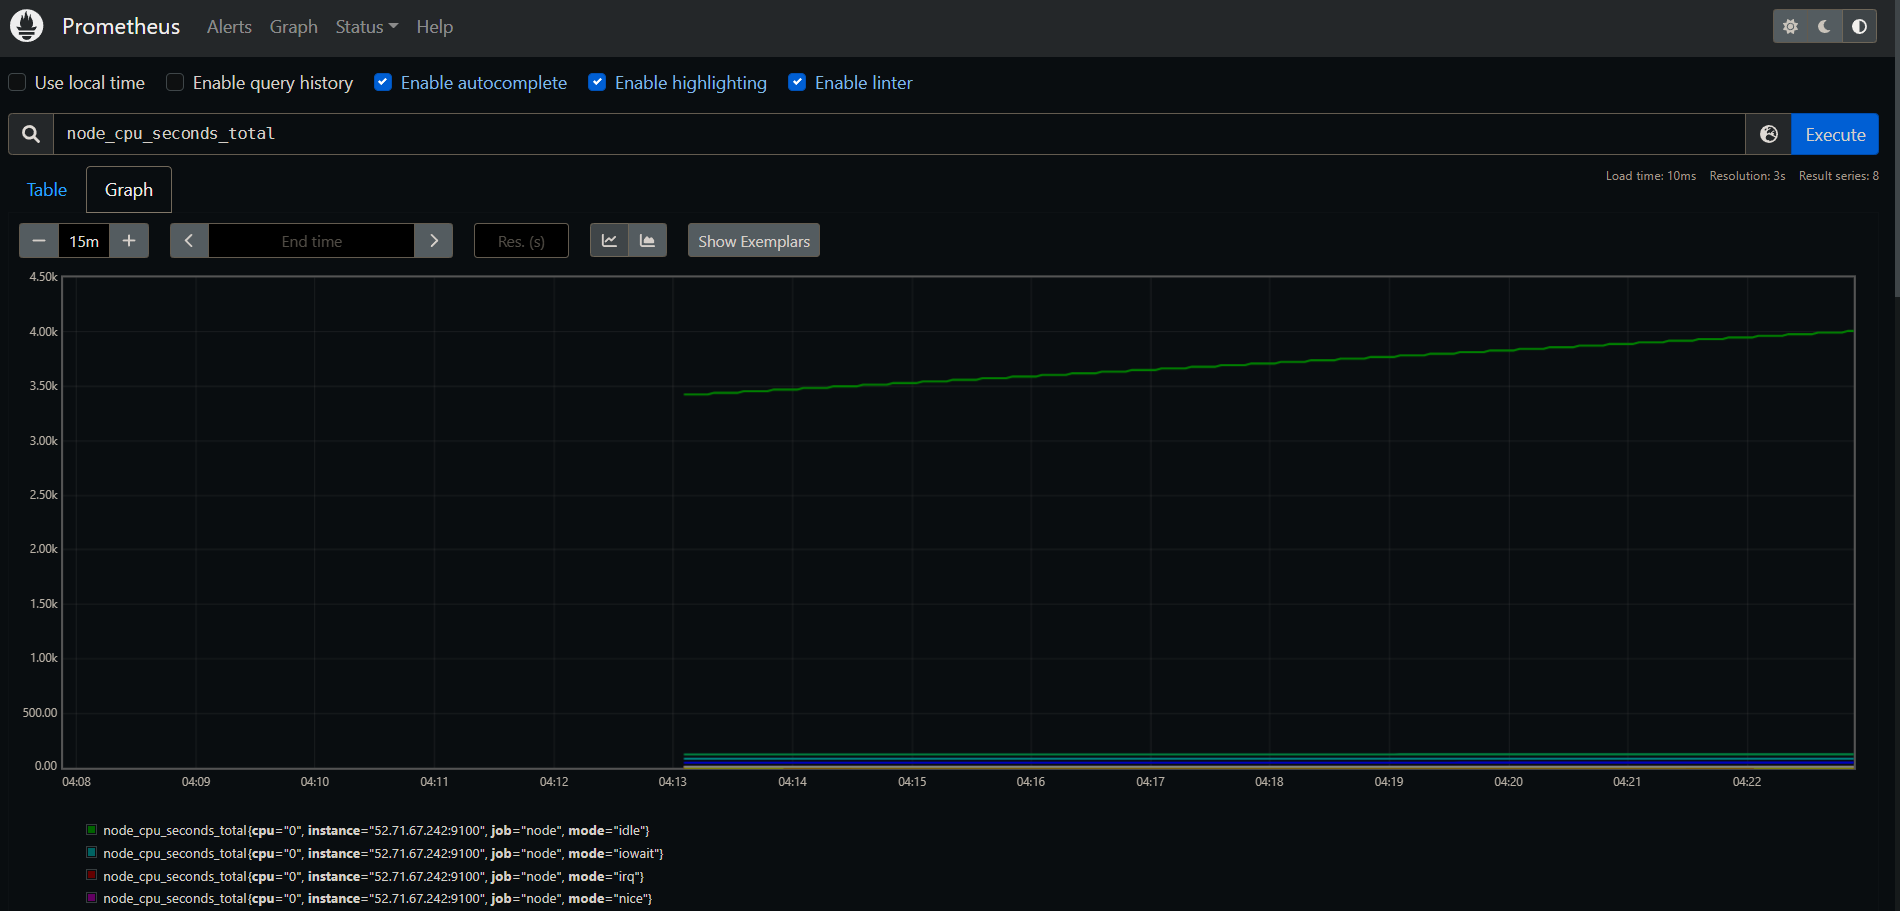 Prometheus Alerts Graph Status Help
Use local time Enable query history Enable autocomplete Enable highlighting Enable linter
node_cpu_seconds_total Execute
Table Graph Load time: 10ms Resolution: 3s Result series: 8
15m End time Res. (s) Show Exemplars
4.50k
4.00k
3.50k
3.00k
2.50k
2.00k
1.50k
1.00k
500.00
0.00
04:08 04:09 04:10 04:11 04:12 04:13 04:14 04:15 04:16 04:17 04:18 04:19 04:20 04:21 04:22
node_cpu_seconds_total{cpu="0", instance="52.71.67.242:9100", job="node", mode="idle"}
node_cpu_seconds_total{cpu="0", instance="52.71.67.242:9100", job="node", mode="iowait"}
node_cpu_seconds_total{cpu="0", instance="52.71.67.242:9100", job="node", mode="irq"}
node_cpu_seconds_total{cpu="0", instance="52.71.67.242:9100", job="node", mode="nice"}